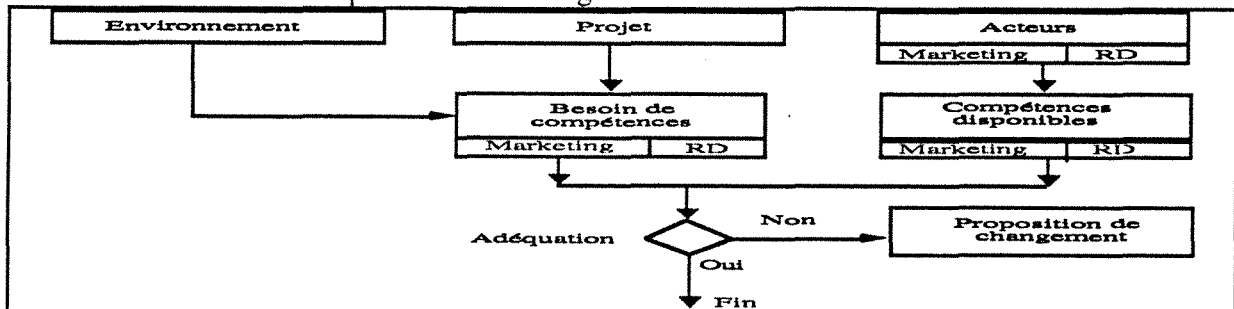 Environnement
Projet
Acteurs
Marketing RD
Besoin de
compétences
Marketing RD
Compétences
disponibles
Marketing RD
Adéquation
Non
Proposition de
changement
Oui
Fin